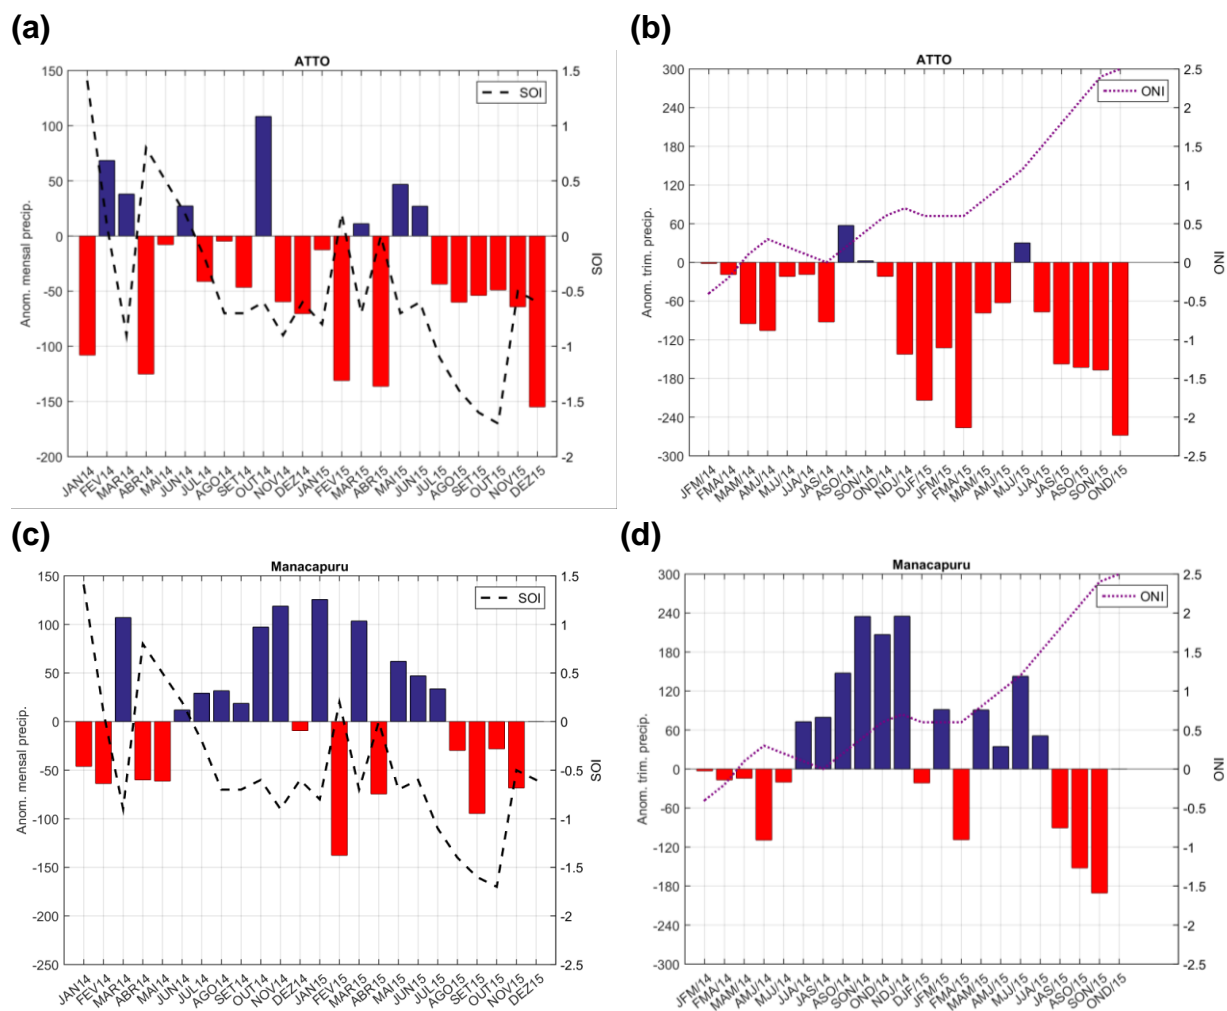 (a)
ATTO
SOI
Anom. mensal precip.
150
100
50
0
-50
-100
-150
-200
1.5
1
0.5
0
-0.5
-1
-1.5
-2
SOI
JAN14
FEV14
MAR14
ABR14
MAI14
JUN14
JUL14
AGO14
SET14
OUT14
NOV14
DEZ14
JAN15
FEV15
MAR15
ABR15
MAI15
JUN15
JUL15
AGO15
SET15
OUT15
NOV15
DEZ15
(b)
ATTO
ONI
Anom. trim. precip.
300
240
180
120
60
0
-60
-120
-180
-240
-300
2.5
2
1.5
1
0.5
0
-0.5
-1
-1.5
-2
-2.5
ONI
JFM/14
FMA/14
MAM/14
AMJ/14
MJJ/14
JJA/14
JAS/14
ASO/14
SON/14
OND/14
NDJ/14
DJF/15
JFM/15
FMA/15
MAM/15
AMJ/15
MJJ/15
JJA/15
JAS/15
ASO/15
SON/15
OND/15
(c)
Manacapuru
SOI
Anom. mensal precip.
150
100
50
0
-50
-100
-150
-200
-250
1.5
1
0.5
0
-0.5
-1
-1.5
-2
-2.5
SOI
JAN14
FEV14
MAR14
ABR14
MAI14
JUN14
JUL14
AGO14
SET14
OUT14
NOV14
DEZ14
JAN15
FEV15
MAR15
ABR15
MAI15
JUN15
JUL15
AGO15
SET15
OUT15
NOV15
DEZ15
(d)
Manacapuru
ONI
Anom. trim. precip.
300
240
180
120
60
0
-60
-120
-180
-240
-300
2.5
2
1.5
1
0.5
0
-0.5
-1
-1.5
-2
-2.5
ONI
JFM/14
FMA/14
MAM/14
AMJ/14
MJJ/14
JJA/14
JAS/14
ASO/14
SON/14
OND/14
NDJ/14
DJF/15
JFM/15
FMA/15
MAM/15
AMJ/15
MJJ/15
JJA/15
JAS/15
ASO/15
SON/15
OND/15